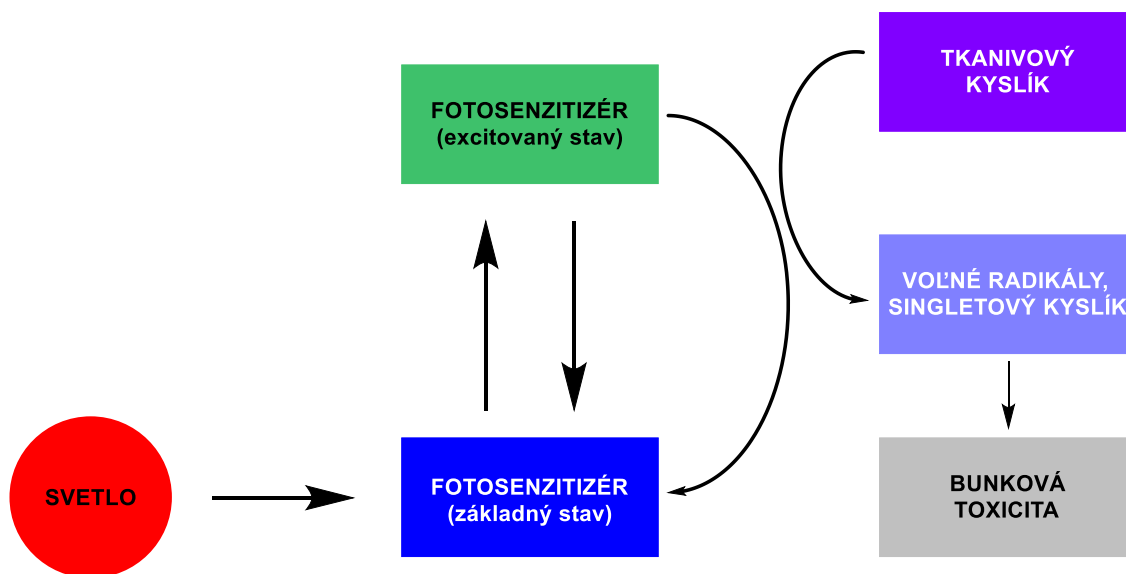 TKANIVOVÝ
KYSLÍK
FOTOSENZITIZÉR
(excitovaný stav)
VOĽNÉ RADIKÁLY,
SINGLETOVÝ KYSLÍK
SVETLO
FOTOSENZITIZÉR
(základný stav)
BUNKOVÁ
TOXICITA